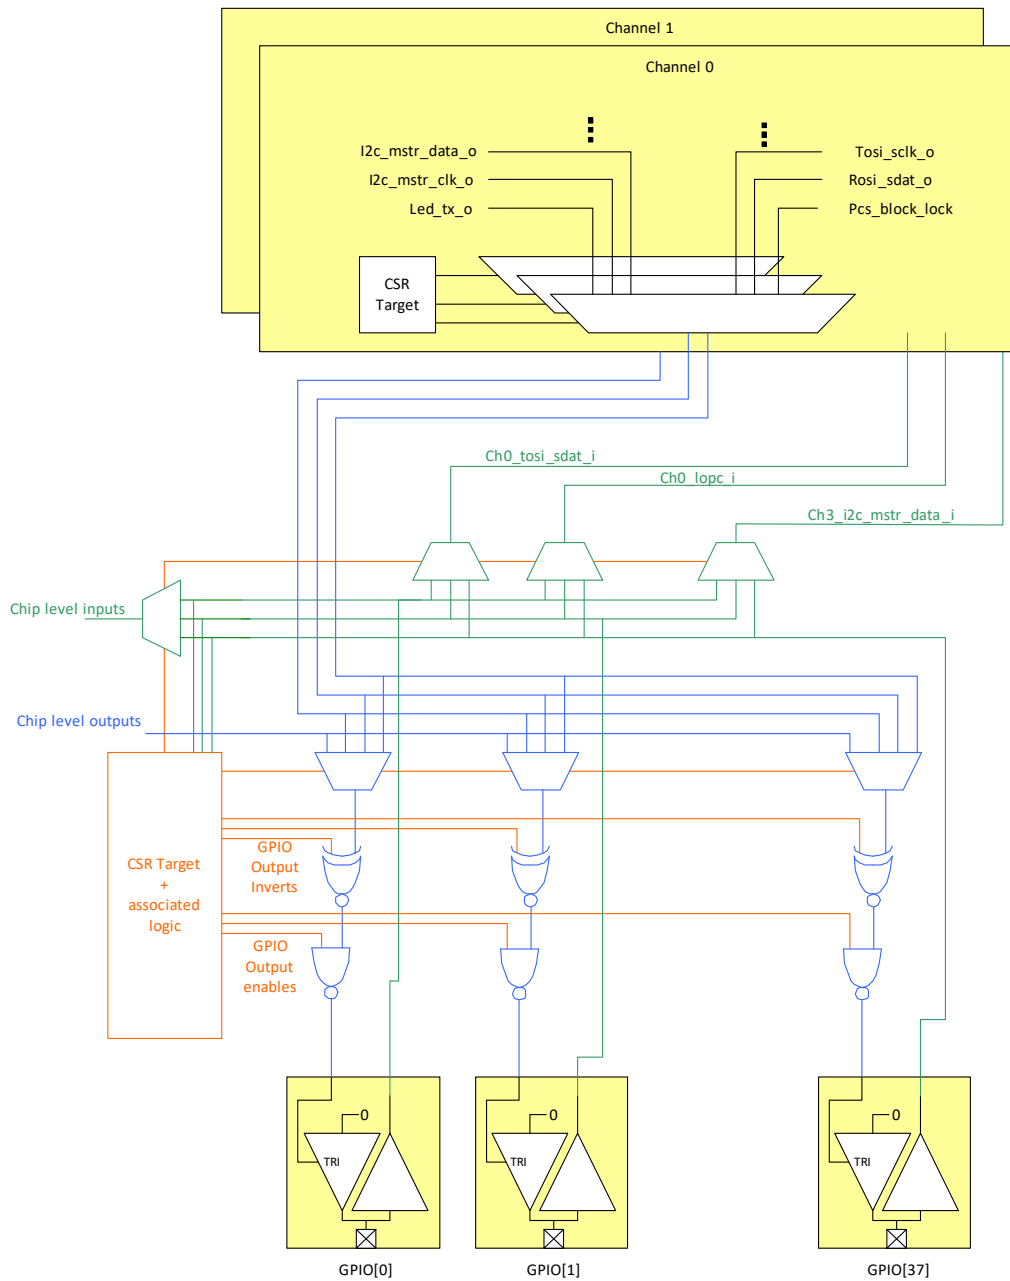 Channel 1
Channel 0
I2c_mstr_data_o
Tosi_sclk_o
I2c_mstr_clk_o
Rosi_sdat_o
Led_tx_o
Pcs_block_lock
CSR
Target
Ch0_tosi_sdat_i
Ch0_lopc_i
Ch3_i2c_mstr_data_i
Chip level inputs
Chip level outputs
CSR Target
+
associated
logic
GPIO
Output
Inverts
GPIO
Output
enables
0
0
0
TRI
TRI
TRI
GPIO[0]
GPIO[1]
GPIO[37]